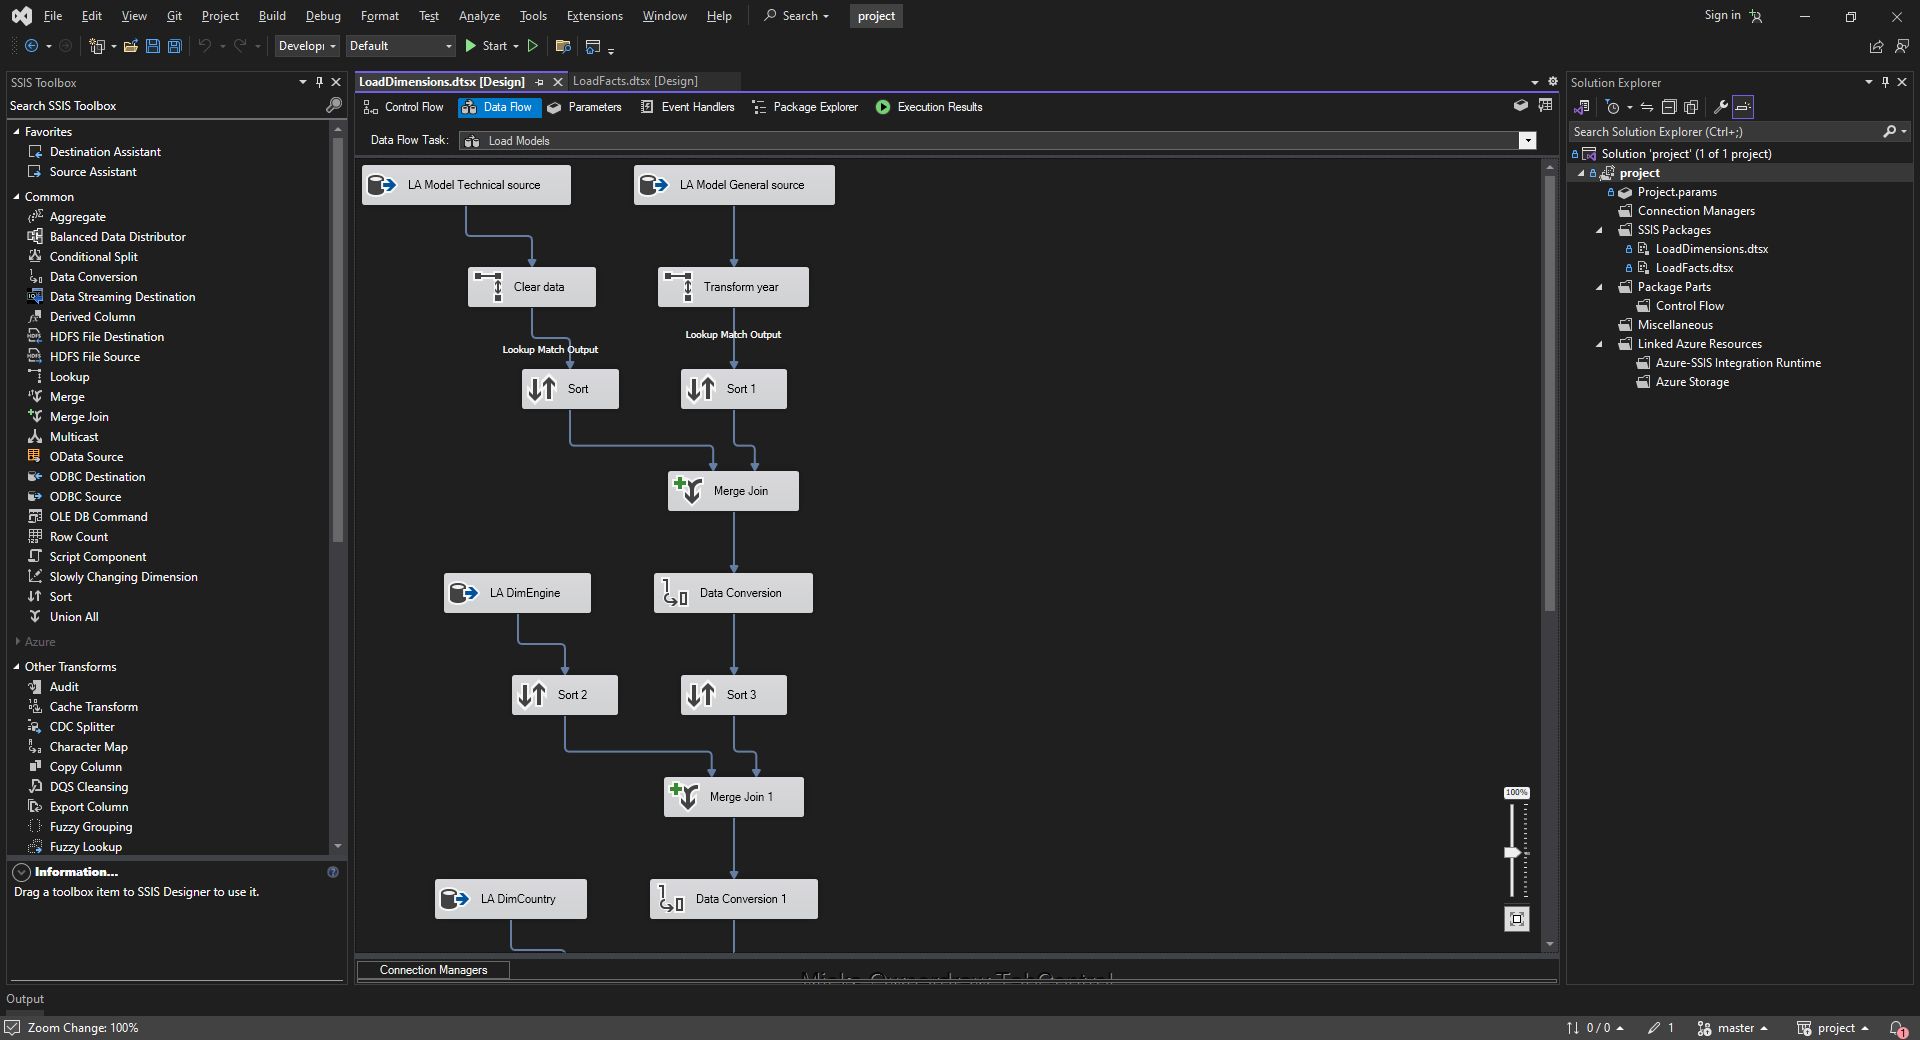 File Edit View Git Project Build Debug Format Test Analyze Tools Extensions Window Help Search project Sign in
Developı Default Start
SSIS Toolbox
Search SSIS Toolbox
Favorites
Destination Assistant
Source Assistant
Common
Aggregate
Balanced Data Distributor
Conditional Split
Data Conversion
Data Streaming Destination
Derived Column
HDFS File Destination
HDFS File Source
Lookup
Merge
Merge Join
Multicast
OData Source
ODBC Destination
ODBC Source
OLE DB Command
Row Count
Script Component
Slowly Changing Dimension
Sort
Union All
Azure
Other Transforms
Audit
Cache Transform
CDC Splitter
Character Map
Copy Column
DQS Cleansing
Export Column
Fuzzy Grouping
Fuzzy Lookup
Information...
Drag a toolbox item to SSIS Designer to use it.
LoadDimensions.dtsx [Design] LoadFacts.dtsx [Design]
Control Flow Data Flow Parameters Event Handlers Package Explorer Execution Results
Data Flow Task: Load Models
LA Model Technical source LA Model General source
Clear data Transform year
Lookup Match Output
Lookup Match Output
Sort Sort 1
Merge Join
LA DimEngine Data Conversion
Sort 2 Sort 3
Merge Join 1
100%
LA DimCountry Data Conversion 1
Connection Managers
Solution Explorer
Search Solution Explorer (Ctrl+;)
Solution 'project' (1 of 1 project)
project
Project.params
Connection Managers
SSIS Packages
LoadDimensions.dtsx
LoadFacts.dtsx
Package Parts
Control Flow
Miscellaneous
Linked Azure Resources
Azure-SSIS Integration Runtime
Azure Storage
Output
Zoom Change: 100% 0 / 0 1 master project 1